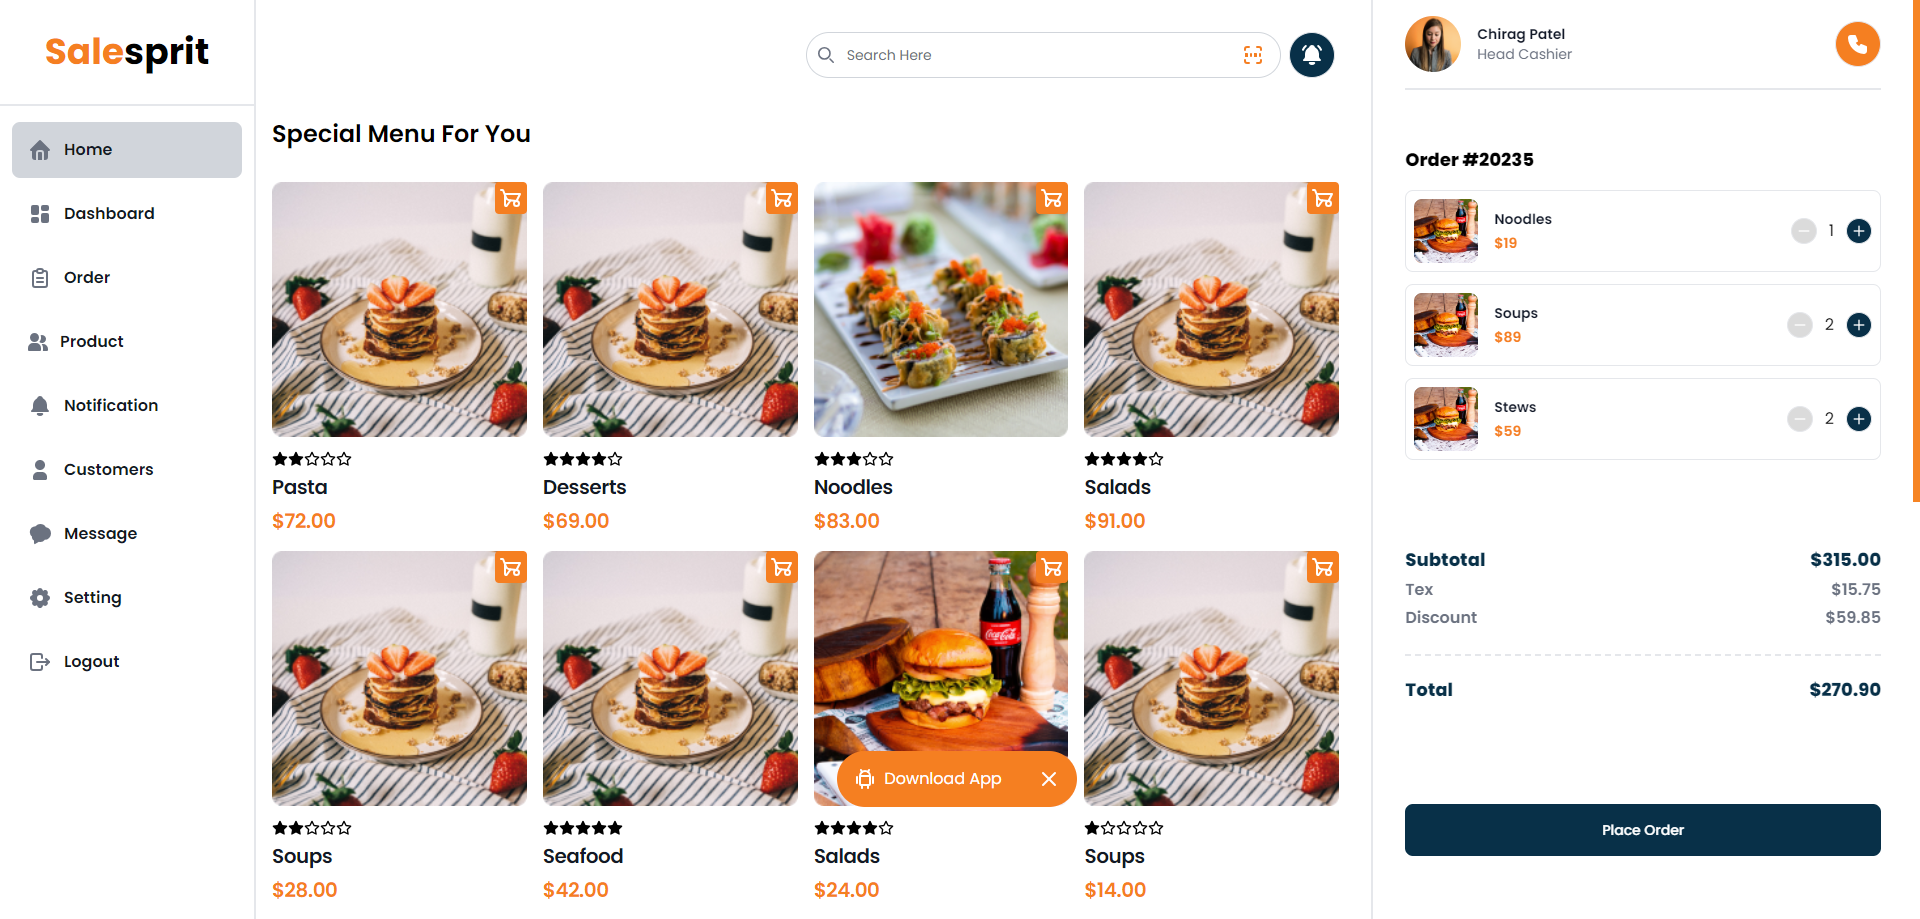 Salesprit
Home
Dashboard
Order
Product
Notification
Customers
Message
Setting
Logout
Search Here
Special Menu For You
Pasta
$72.00
Desserts
$69.00
Noodles
$83.00
Salads
$91.00
Soups
$28.00
Seafood
$42.00
Coca-Cola
Salads
$24.00
Soups
$14.00
Download App
Chirag Patel
Head Cashier
Order #20235
Noodles
$19
1
Soups
$89
2
Stews
$59
2
Subtotal $315.00
Tex $15.75
Discount $59.85
Total $270.90
Place Order